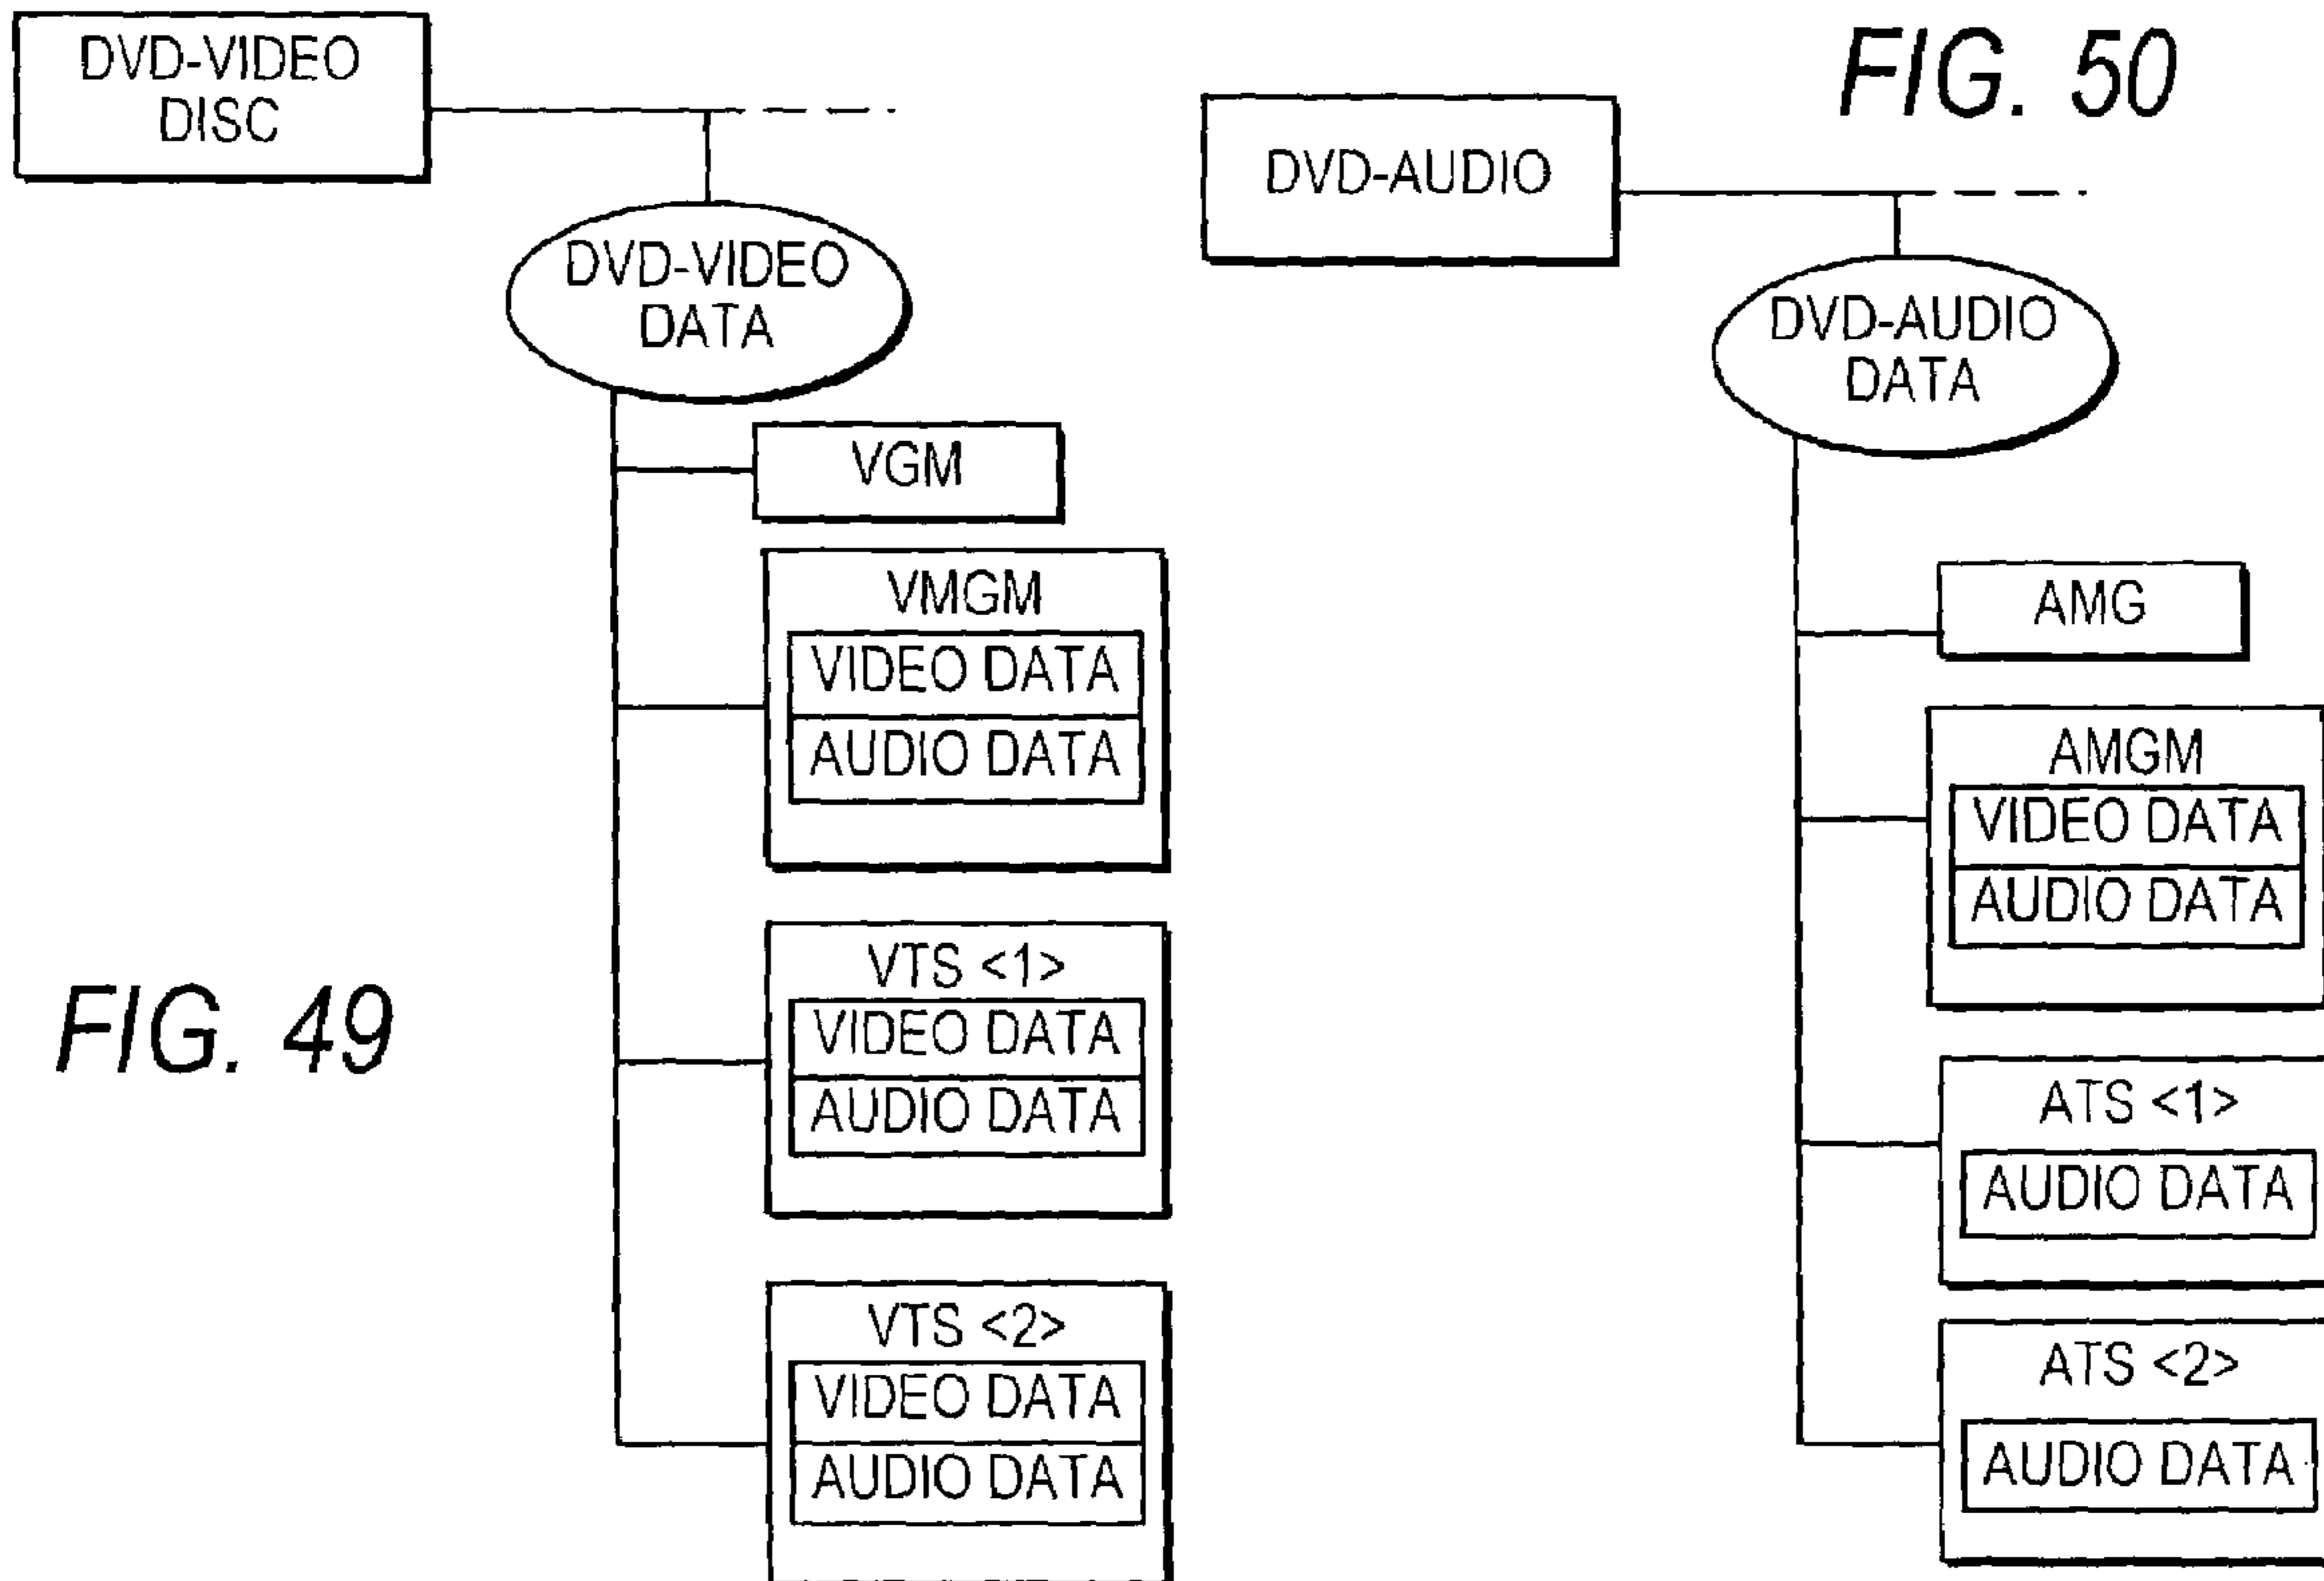 DVD-VIDEO
DISC
DVD-VIDEO
DATA
VGM
VMGM
VIDEO DATA
AUDIO DATA
VTS <1>
VIDEO DATA
AUDIO DATA
VTS <2>
VIDEO DATA
AUDIO DATA
FIG. 49
FIG. 50
DVD-AUDIO
DVD-AUDIO
DATA
AMG
AMGM
VIDEO DATA
AUDIO DATA
ATS <1>
AUDIO DATA
ATS <2>
AUDIO DATA